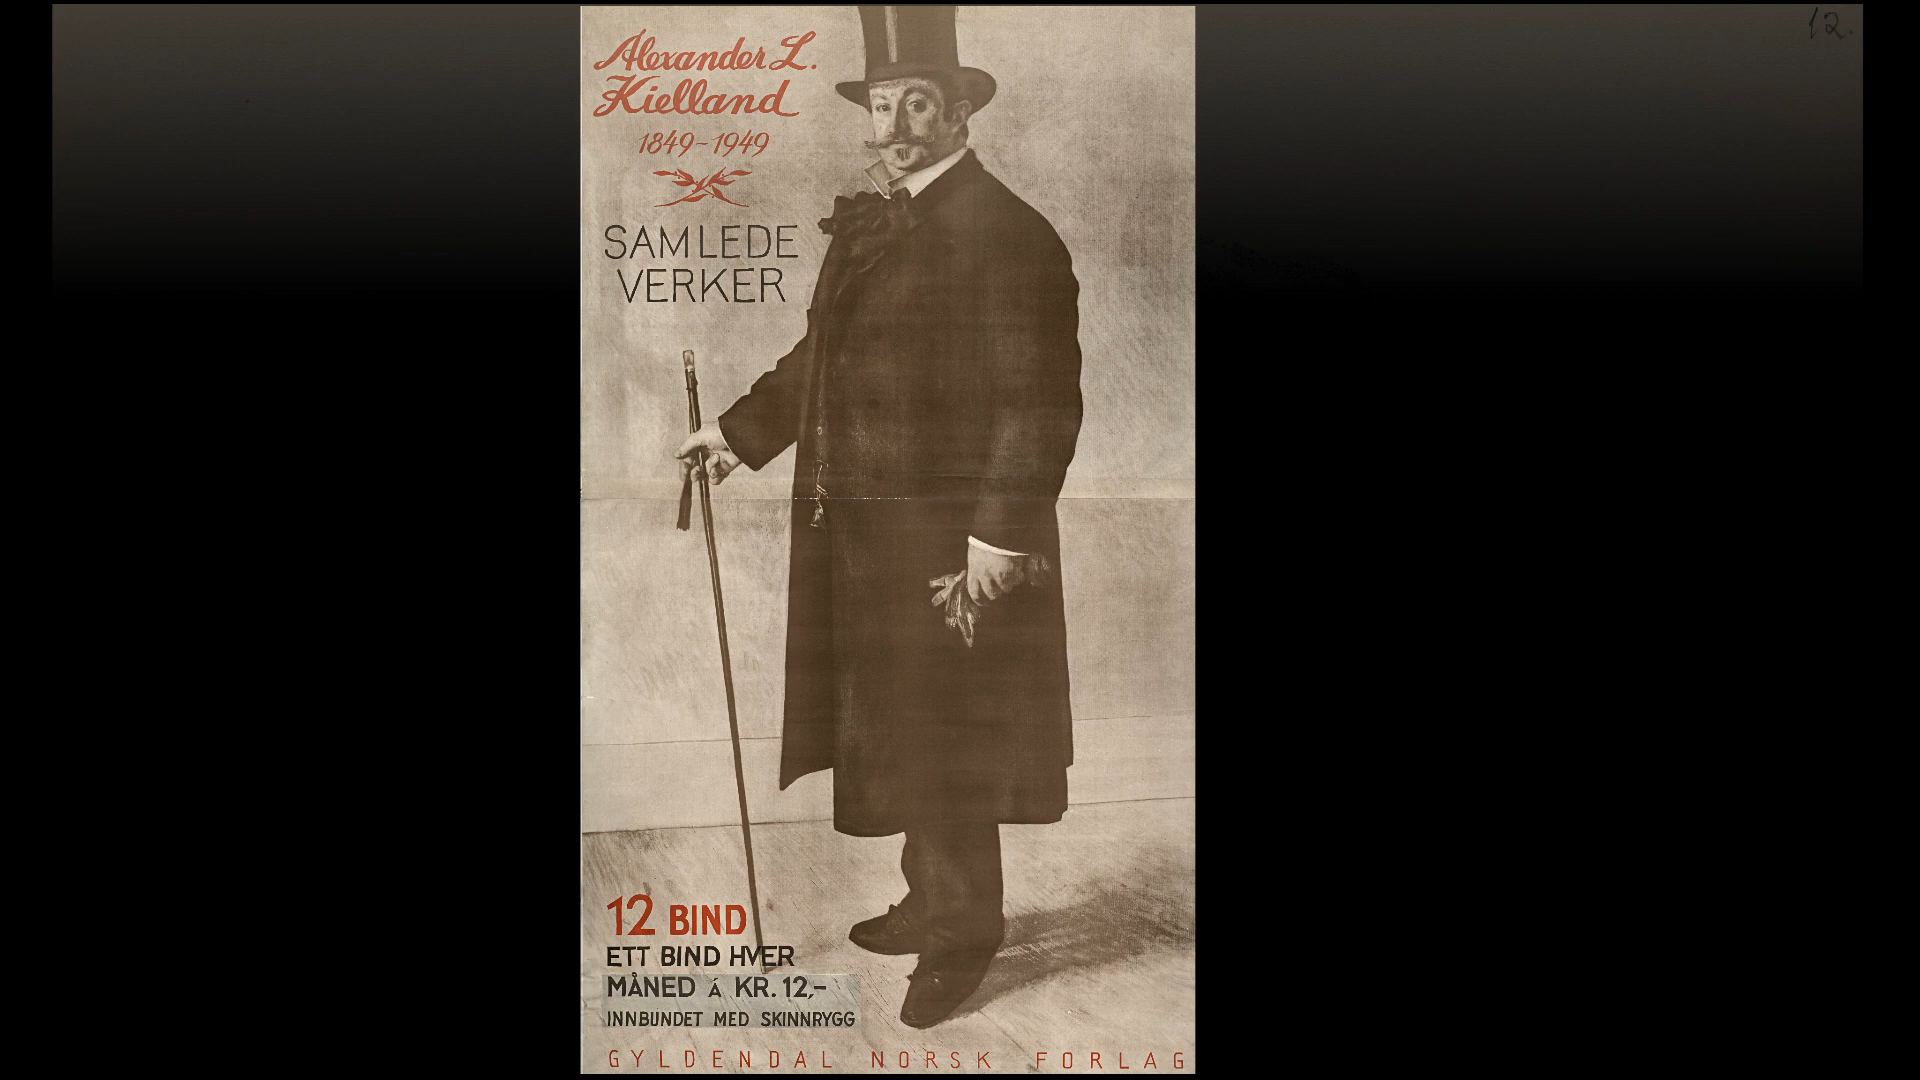 12.
Alexander L.
Kielland
1849-1949
SAMLEDE
VERKER
12 BIND
ETT BIND HVER
MÅNED á KR. 12,-
INNBUNDET MED SKINNRYGG
GYLDENDAL NORSK FORLAG